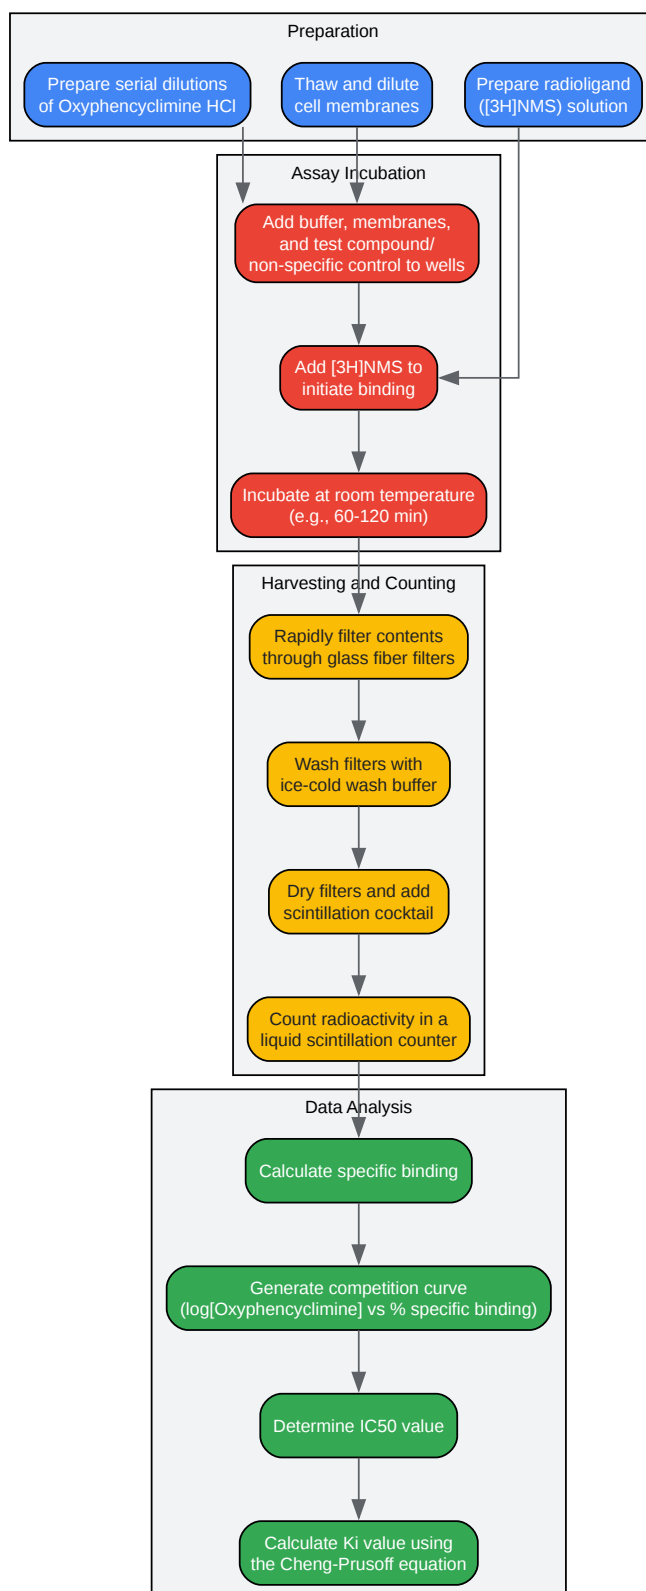 Preparation
Prepare serial dilutions
of Oxyphencyclimine HCl
Thaw and dilute
cell membranes
Prepare radioligand
([3H]NMS) solution
Assay Incubation
Add buffer, membranes,
and test compound/
non-specific control to wells
Add [3H]NMS to
initiate binding
Incubate at room temperature
(e.g., 60-120 min)
Harvesting and Counting
Rapidly filter contents
through glass fiber filters
Wash filters with
ice-cold wash buffer
Dry filters and add
scintillation cocktail
Count radioactivity in a
liquid scintillation counter
Data Analysis
Calculate specific binding
Generate competition curve
(log[Oxyphencyclimine] vs % specific binding)
Determine IC50 value
Calculate Ki value using
the Cheng-Prusoff equation